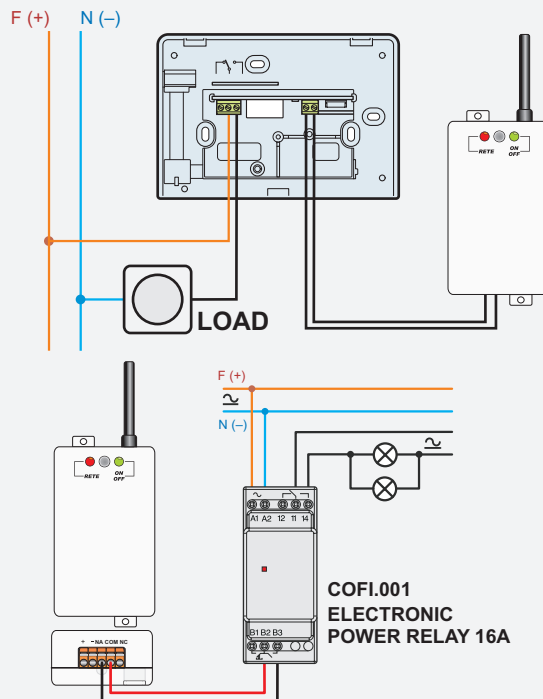 F (+) N (–)
RETE
ON
OFF
LOAD
F (+)
N (–)
RETE
ON
OFF
A1 A2 12 11 14
COFI.001
ELECTRONIC
POWER RELAY 16A
B1 B2 B3
+ – NA COM NC